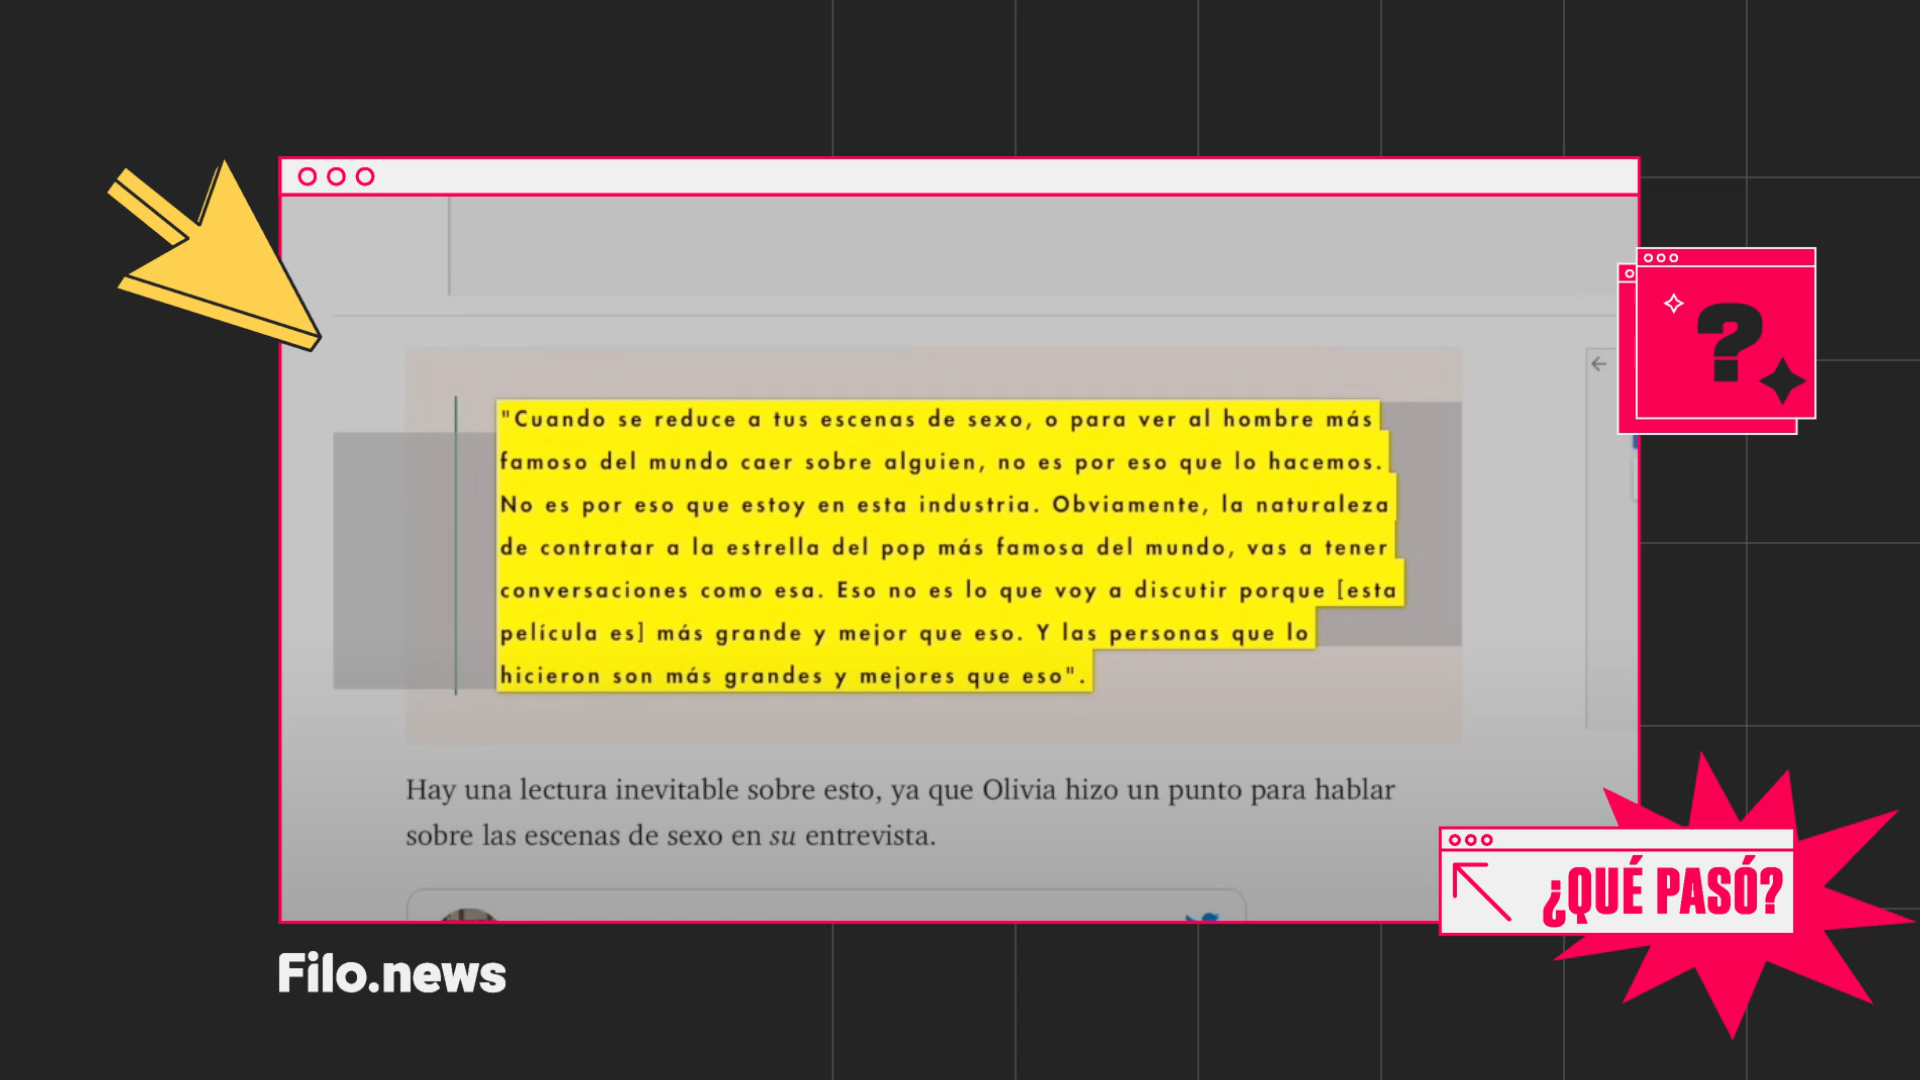 "Cuando se reduce a tus escenas de sexo, o para ver al hombre más
famoso del mundo caer sobre alguien, no es por eso que lo hacemos.
No es por eso que estoy en esta industria. Obviamente, la naturaleza
de contratar a la estrella del pop más famosa del mundo, vas a tener
conversaciones como esa. Eso no es lo que voy a discutir porque [esta
película es] más grande y mejor que eso. Y las personas que lo
hicieron son más grandes y mejores que eso".
Hay una lectura inevitable sobre esto, ya que Olivia hizo un punto para hablar
sobre las escenas de sexo en su entrevista.
?
¿QUÉ PASÓ?
Filo.news